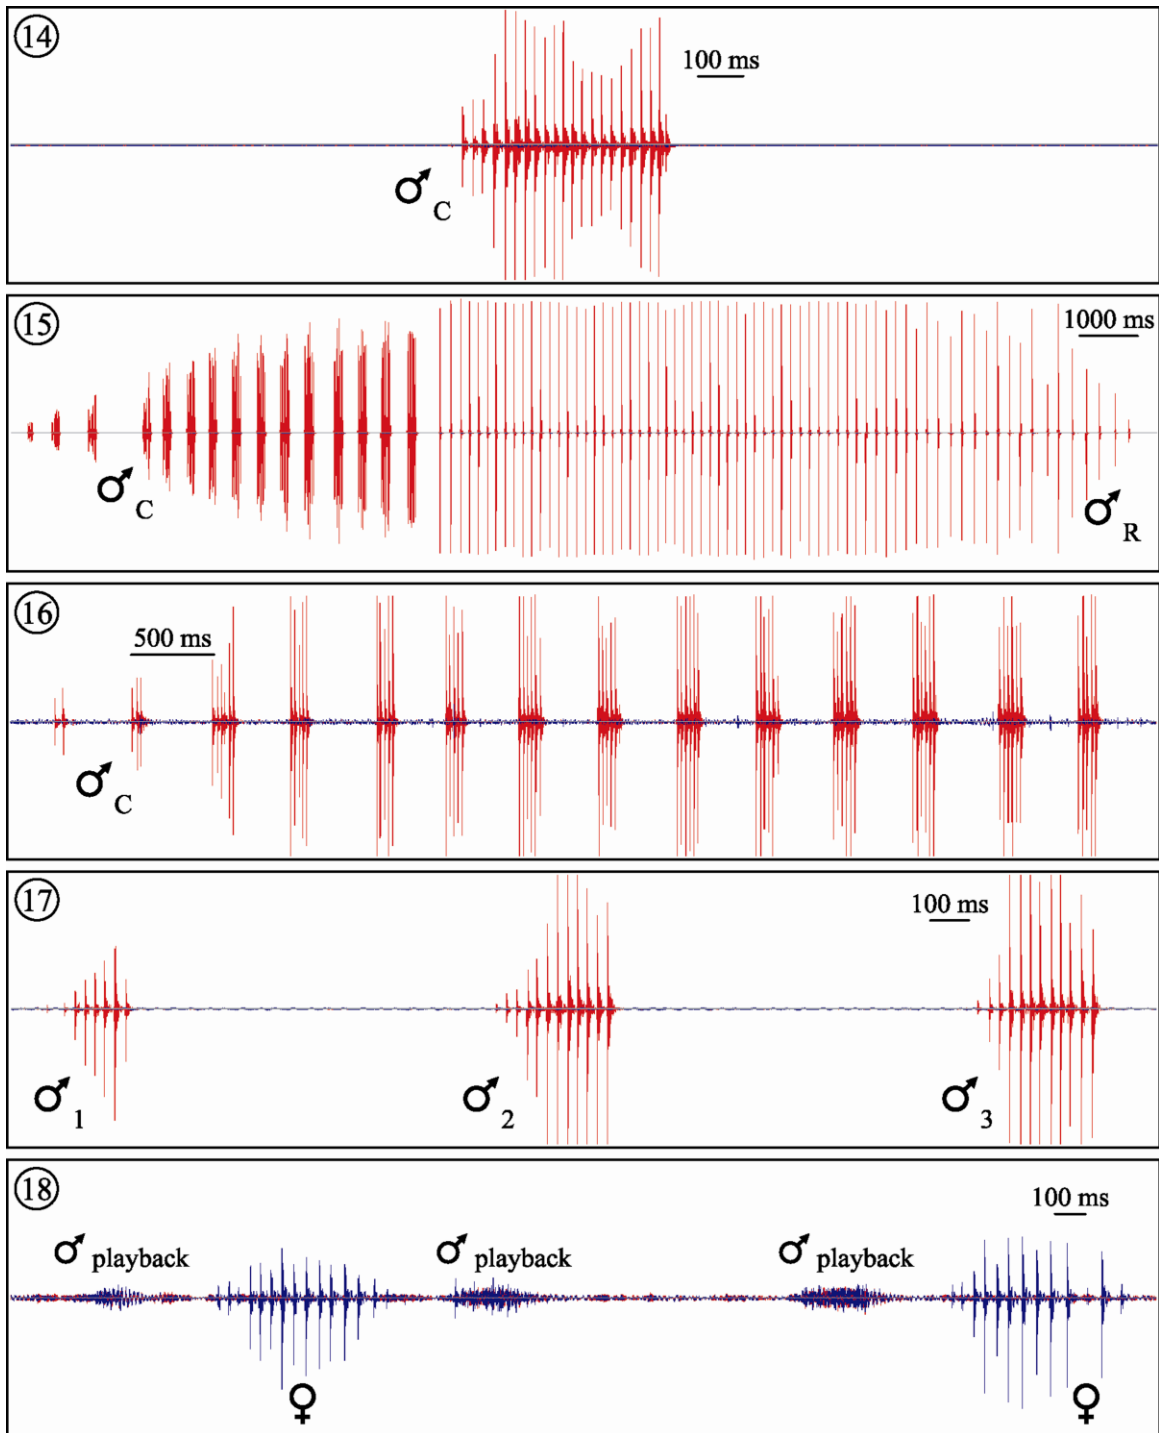 14
100 ms
♂ C
15
1000 ms
♂ C
♂ R
16
500 ms
♂ C
17
100 ms
♂ 1
♂ 2
♂ 3
18
100 ms
♂ playback
♂ playback
♂ playback
♀
♀